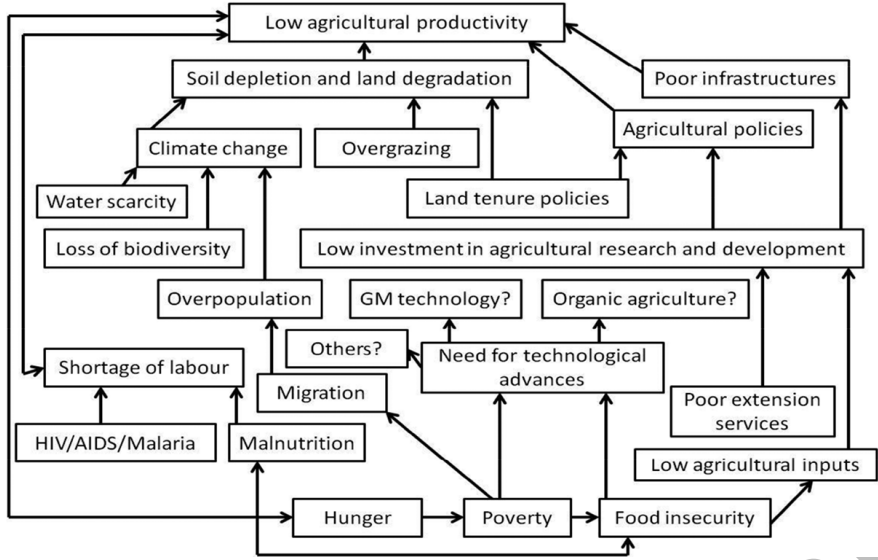 Low agricultural productivity
Soil depletion and land degradation
Poor infrastructures
Agricultural policies
Climate change
Overgrazing
Water scarcity
Land tenure policies
Loss of biodiversity
Low investment in agricultural research and development
Overpopulation
GM technology?
Organic agriculture?
Others?
Need for technological
advances
Shortage of labour
Migration
Poor extension
services
HIV/AIDS/Malaria
Malnutrition
Low agricultural inputs
Hunger
Poverty
Food insecurity